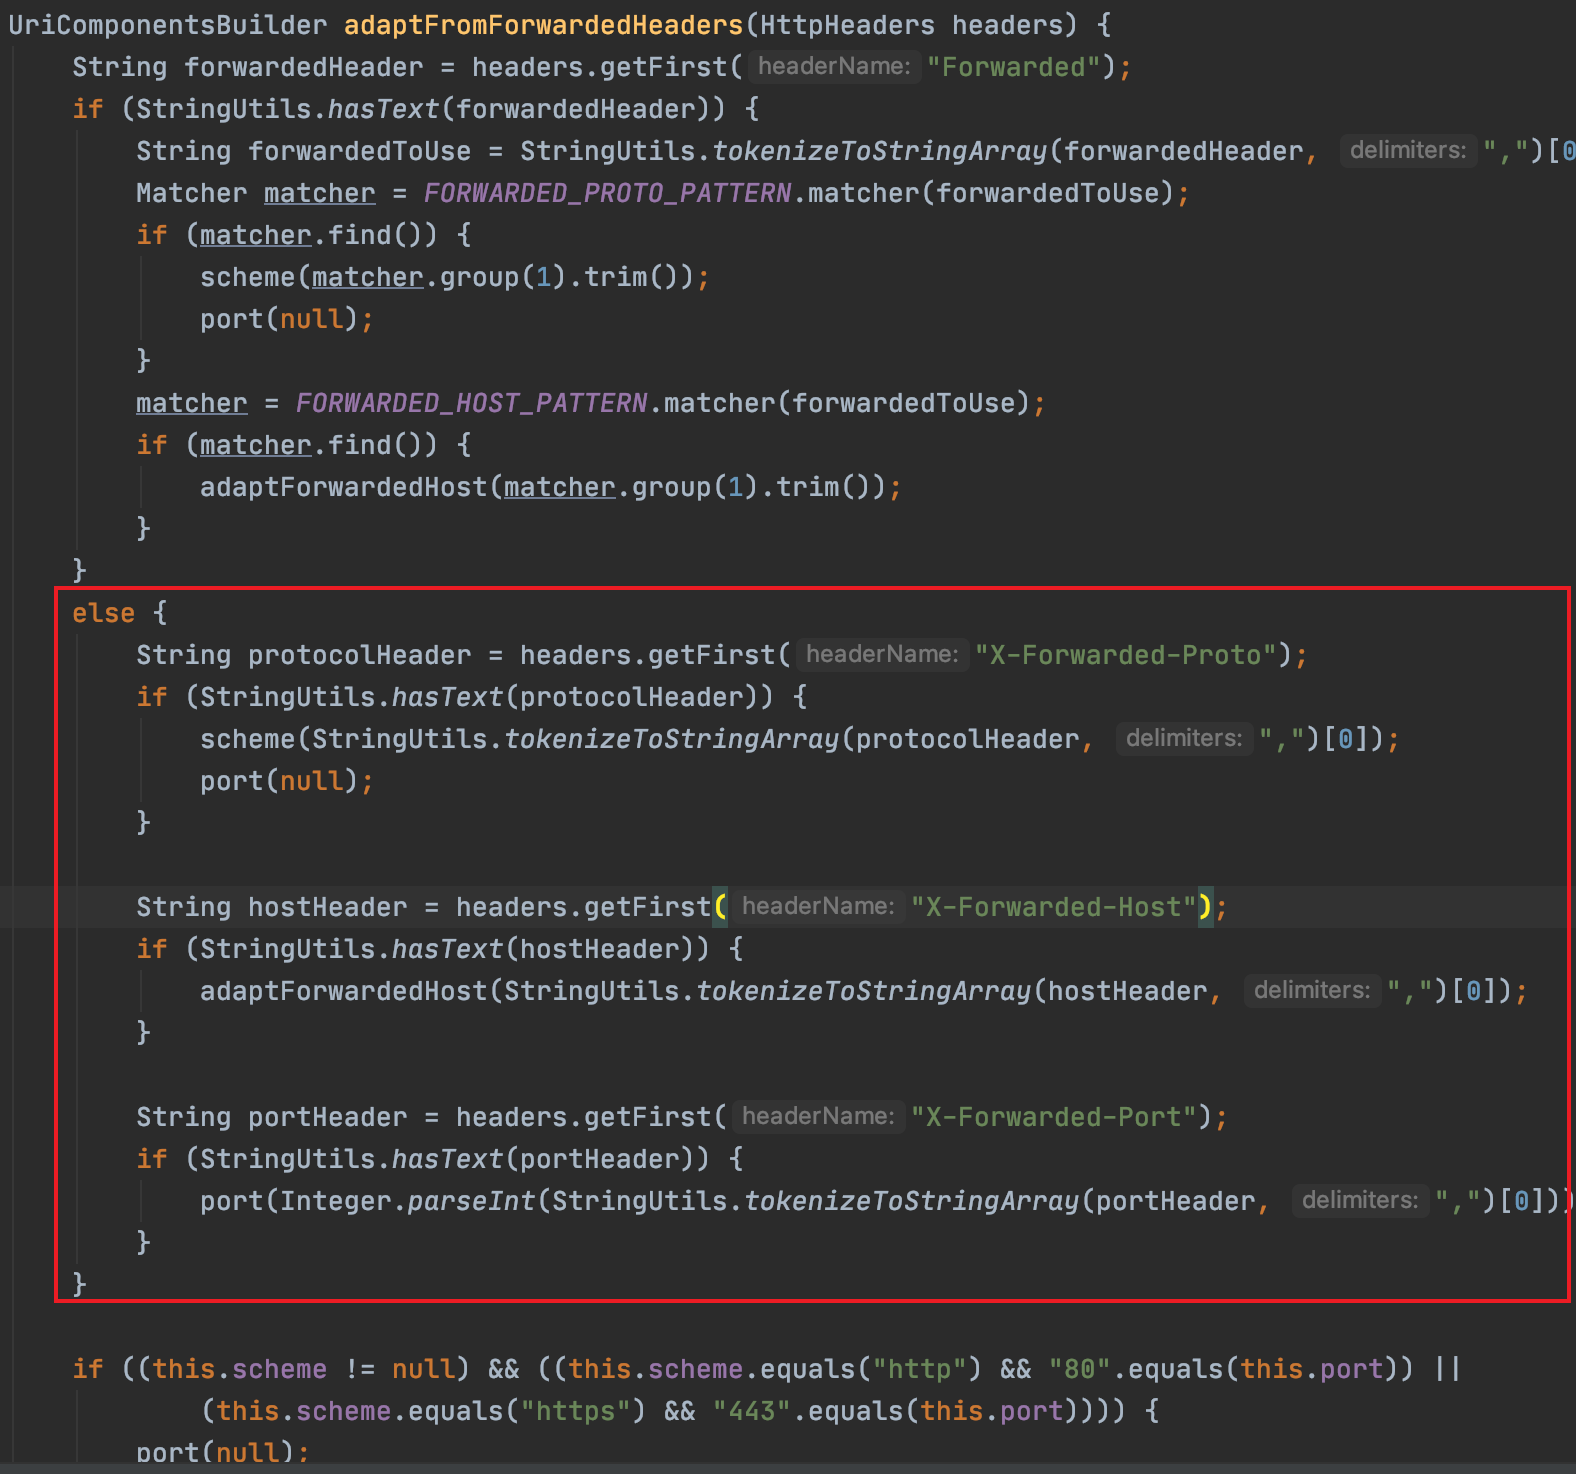 UriComponentsBuilder adaptFromForwardedHeaders(HttpHeaders headers) {
String forwardedHeader = headers.getFirst( headerName: "Forwarded");
if (StringUtils.hasText(forwardedHeader)) {
String forwardedToUse = StringUtils.tokenizeToStringArray(forwardedHeader, delimiters: ",")[0
Matcher matcher = FORWARDED_PROTO_PATTERN.matcher(forwardedToUse);
if (matcher.find()) {
scheme(matcher.group(1).trim());
port(null);
}
matcher = FORWARDED_HOST_PATTERN.matcher(forwardedToUse);
if (matcher.find()) {
adaptForwardedHost(matcher.group(1).trim());
}
}
else {
String protocolHeader = headers.getFirst( headerName: "X-Forwarded-Proto");
if (StringUtils.hasText(protocolHeader)) {
scheme(StringUtils.tokenizeToStringArray(protocolHeader, delimiters: ",")[0]);
port(null);
}
String hostHeader = headers.getFirst( headerName: "X-Forwarded-Host");
if (StringUtils.hasText(hostHeader)) {
adaptForwardedHost(StringUtils.tokenizeToStringArray(hostHeader, delimiters: ",")[0]);
}
String portHeader = headers.getFirst( headerName: "X-Forwarded-Port");
if (StringUtils.hasText(portHeader)) {
port(Integer.parseInt(StringUtils.tokenizeToStringArray(portHeader, delimiters: ",")[0]))
}
}
if ((this.scheme != null) && ((this.scheme.equals("http") && "80".equals(this.port)) ||
(this.scheme.equals("https") && "443".equals(this.port)))) {
port(null);